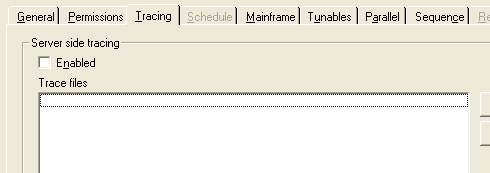 General Permissions Tracing Schedule Mainframe Tunables Parallel Sequence
Server side tracing
Enabled
Trace files